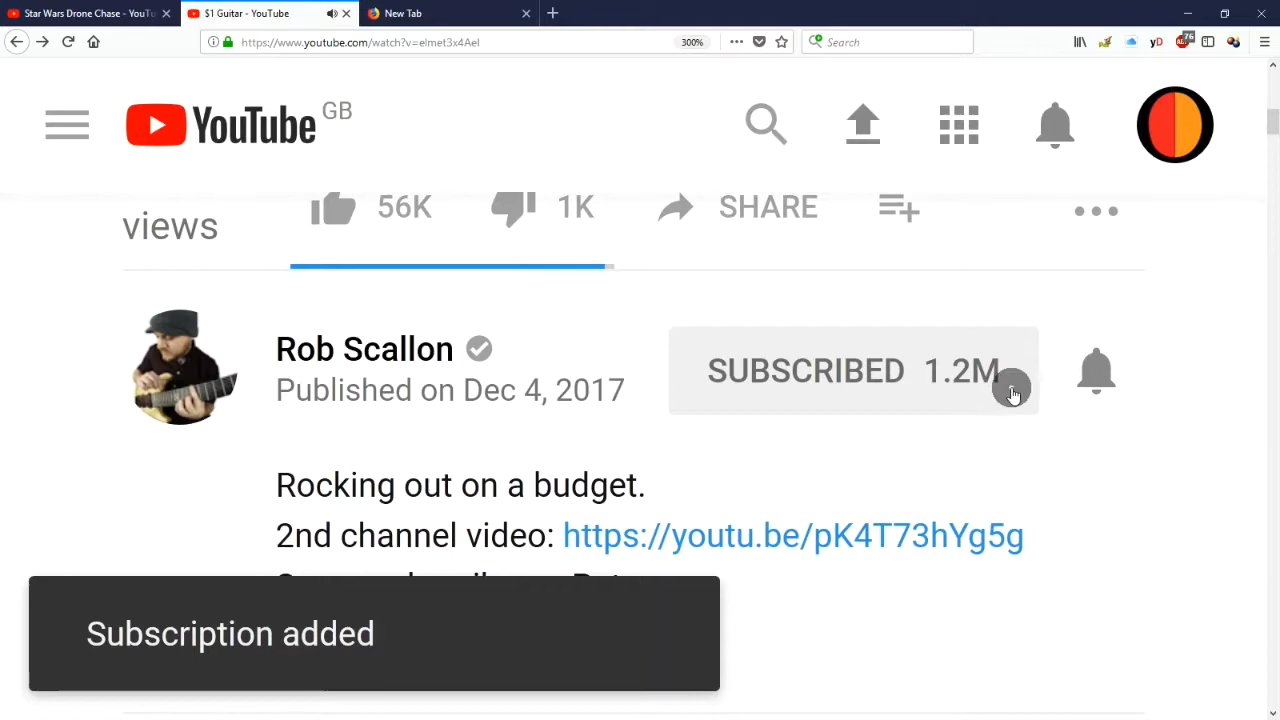 Star Wars Drone Chase - YouTu
$1 Guitar - YouTube
New Tab
https://www.youtube.com/watch?v=elmet3x4AeI
300%
Search
76
yD
YouTube GB
views
56K
1K
SHARE
Rob Scallon
SUBSCRIBED 1.2M
Published on Dec 4, 2017
Rocking out on a budget.
2nd channel video: https://youtu.be/pK4T73hYg5g
Subscription added